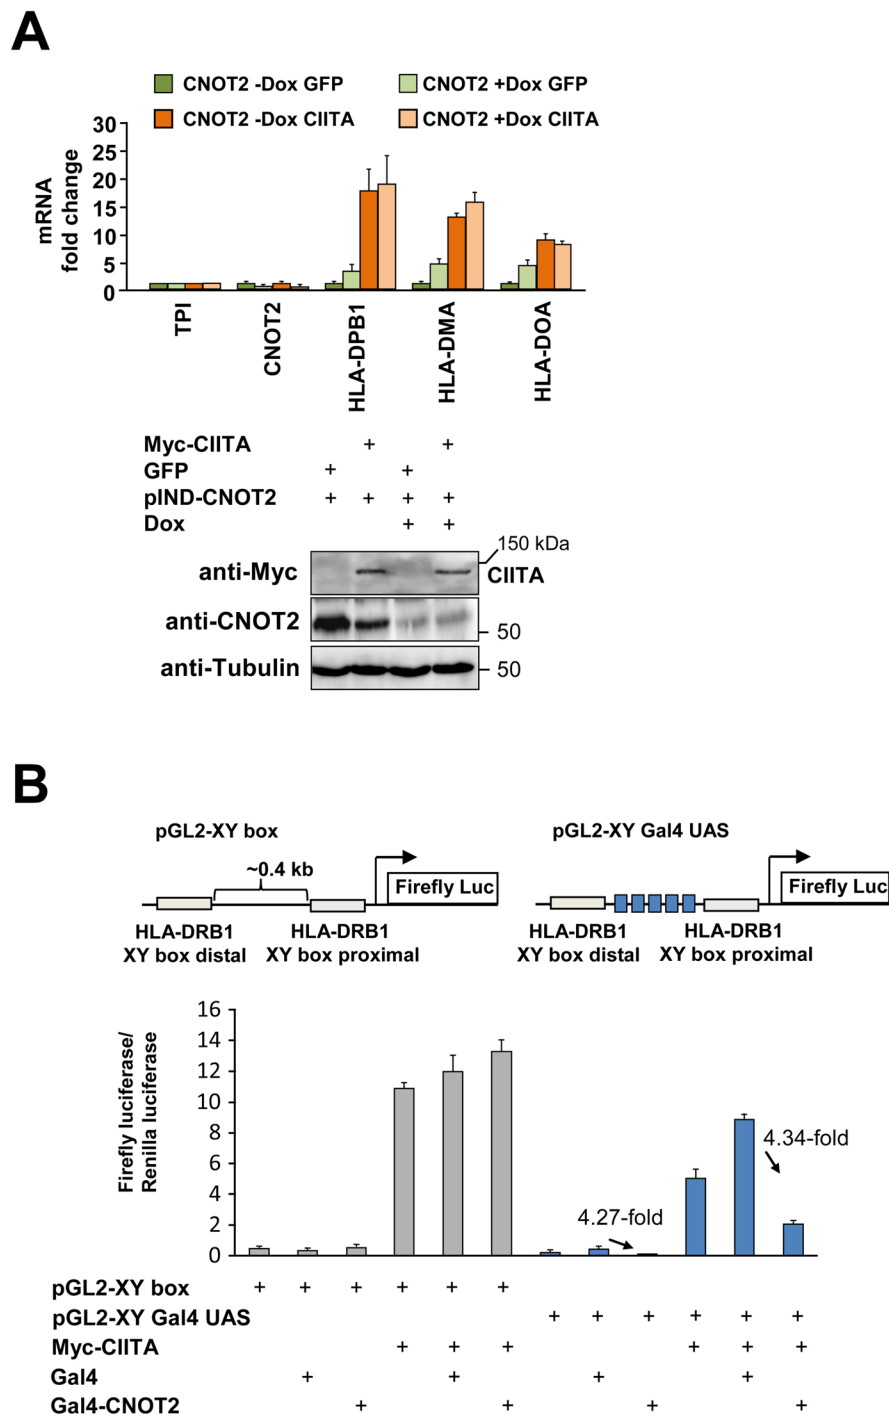 A
CNOT2 -Dox GFP
CNOT2 +Dox GFP
CNOT2 -Dox CIITA
CNOT2 +Dox CIITA
mRNA
fold change
30
25
20
15
10
5
0
TPI
CNOT2
HLA-DPB1
HLA-DMA
HLA-DOA
Myc-CIITA + +
GFP + +
pIND-CNOT2 + + + +
Dox + +
150 kDa
anti-Myc CIITA
anti-CNOT2 50
anti-Tubulin 50
B
pGL2-XY box
~0.4 kb
Firefly Luc
HLA-DRB1
XY box distal
HLA-DRB1
XY box proximal
pGL2-XY Gal4 UAS
Firefly Luc
HLA-DRB1
XY box distal
HLA-DRB1
XY box proximal
Firefly luciferase/
Renilla luciferase
16
14
12
10
8
6
4
2
0
4.27-fold
4.34-fold
pGL2-XY box + + + + + +
pGL2-XY Gal4 UAS + + + + + +
Myc-CIITA + + + + + +
Gal4 + + + +
Gal4-CNOT2 + + + +